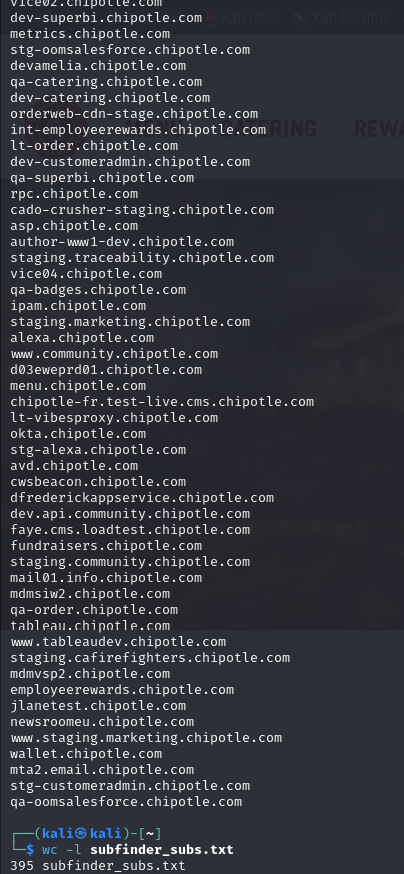 vice02.chipotle.com
dev-superbi.chipotle.com
metrics.chipotle.com
stg-oomsalesforce.chipotle.com
devamelia.chipotle.com
qa-catering.chipotle.com
dev-catering.chipotle.com
orderweb-cdn-stage.chipotle.com
int-employeerewards.chipotle.com
lt-order.chipotle.com
dev-customeradmin.chipotle.com
qa-superbi.chipotle.com
rpc.chipotle.com
cado-crusher-staging.chipotle.com
asp.chipotle.com
author-www1-dev.chipotle.com
staging.traceability.chipotle.com
vice04.chipotle.com
qa-badges.chipotle.com
ipam.chipotle.com
staging.marketing.chipotle.com
alexa.chipotle.com
www.community.chipotle.com
d03eweprd01.chipotle.com
menu.chipotle.com
chipotle-fr.test-live.cms.chipotle.com
lt-vibesproxy.chipotle.com
okta.chipotle.com
stg-alexa.chipotle.com
avd.chipotle.com
cwsbeacon.chipotle.com
dfrederickappservice.chipotle.com
dev.api.community.chipotle.com
faye.cms.loadtest.chipotle.com
fundraisers.chipotle.com
staging.community.chipotle.com
mail01.info.chipotle.com
mdmsiw2.chipotle.com
qa-order.chipotle.com
tableau.chipotle.com
www.tableaudev.chipotle.com
staging.cafirefighters.chipotle.com
mdmvsp2.chipotle.com
employeerewards.chipotle.com
jlanetest.chipotle.com
newsroomeu.chipotle.com
www.staging.marketing.chipotle.com
wallet.chipotle.com
mta2.email.chipotle.com
stg-customeradmin.chipotle.com
qa-oomsalesforce.chipotle.com
┌──(kali㉿kali)-[~]
└─$ wc -l subfinder_subs.txt
395 subfinder_subs.txt
Kali Docs Kali Forums
CATERING REWA